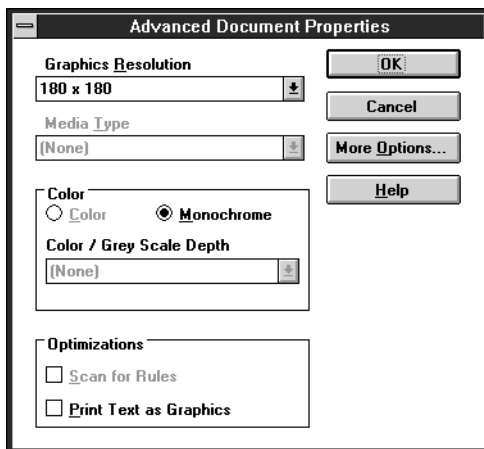 Advanced Document Properties
Graphics Resolution
180 x 180
Media Type
(None)
Color
Color
Monochrome
Color / Grey Scale Depth
(None)
Optimizations
Scan for Rules
Print Text as Graphics
OK
Cancel
More Options...
Help